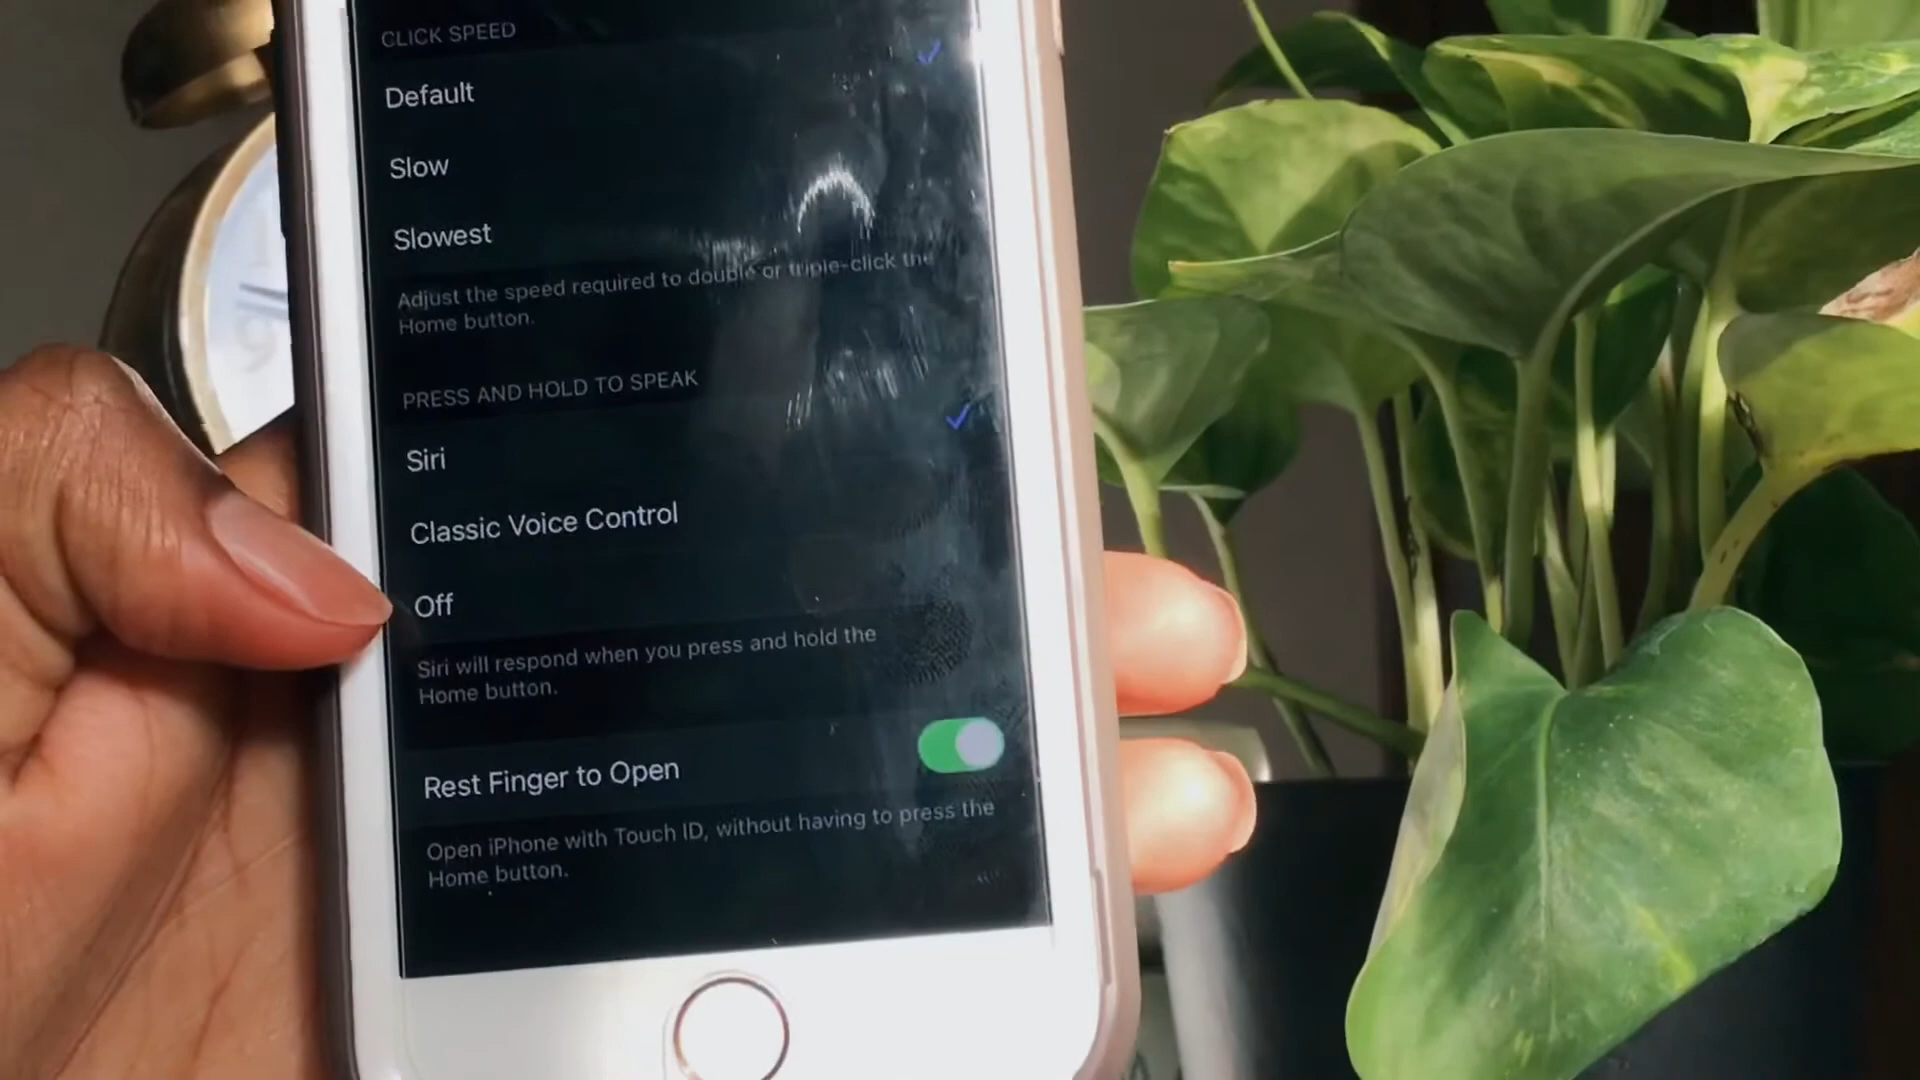 CLICK SPEED
Default
Slow
Slowest
Adjust the speed required to double or triple-click the
Home button.
PRESS AND HOLD TO SPEAK
Siri
Classic Voice Control
Off
Siri will respond when you press and hold the
Home button.
Rest Finger to Open
Open iPhone with Touch ID, without having to press the
Home button.